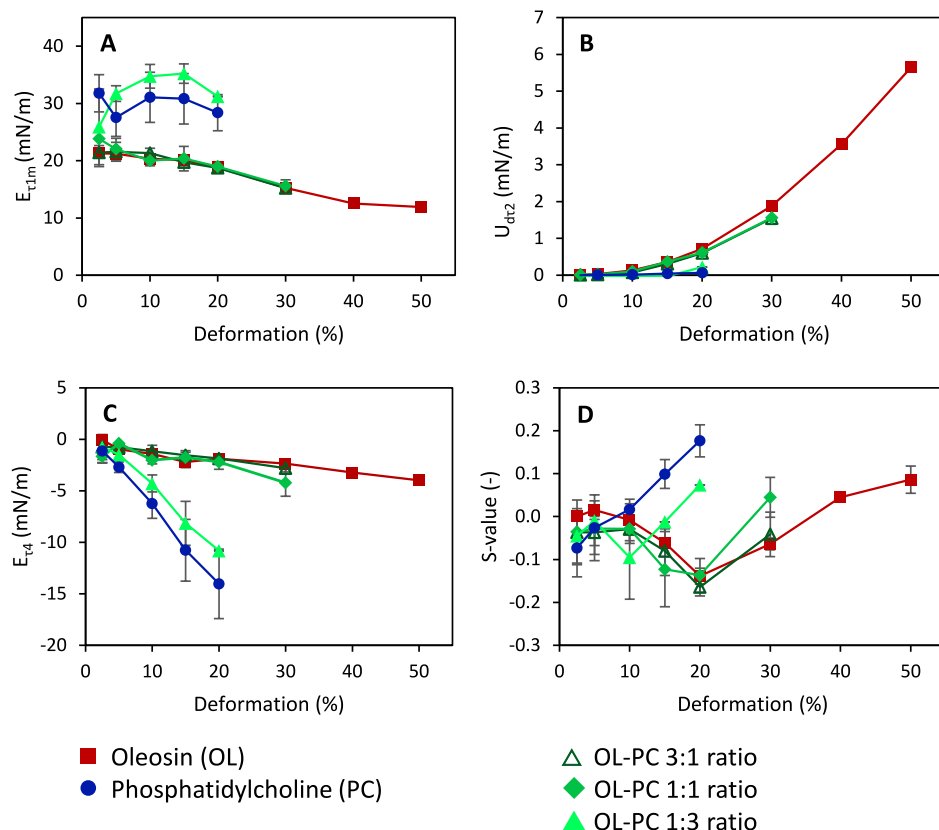 A
40
30
20
10
0
E_τ1m (mN/m)
0 10 20 30 40 50
Deformation (%)
B
7
6
5
4
3
2
1
0
U_dτ2 (mN/m)
0 10 20 30 40 50
Deformation (%)
C
5
0
-5
-10
-15
-20
E_τ4 (mN/m)
0 10 20 30 40 50
Deformation (%)
D
0.3
0.2
0.1
0.0
-0.1
-0.2
-0.3
S-value (-)
0 10 20 30 40 50
Deformation (%)
Oleosin (OL)
Phosphatidylcholine (PC)
OL-PC 3:1 ratio
OL-PC 1:1 ratio
OL-PC 1:3 ratio